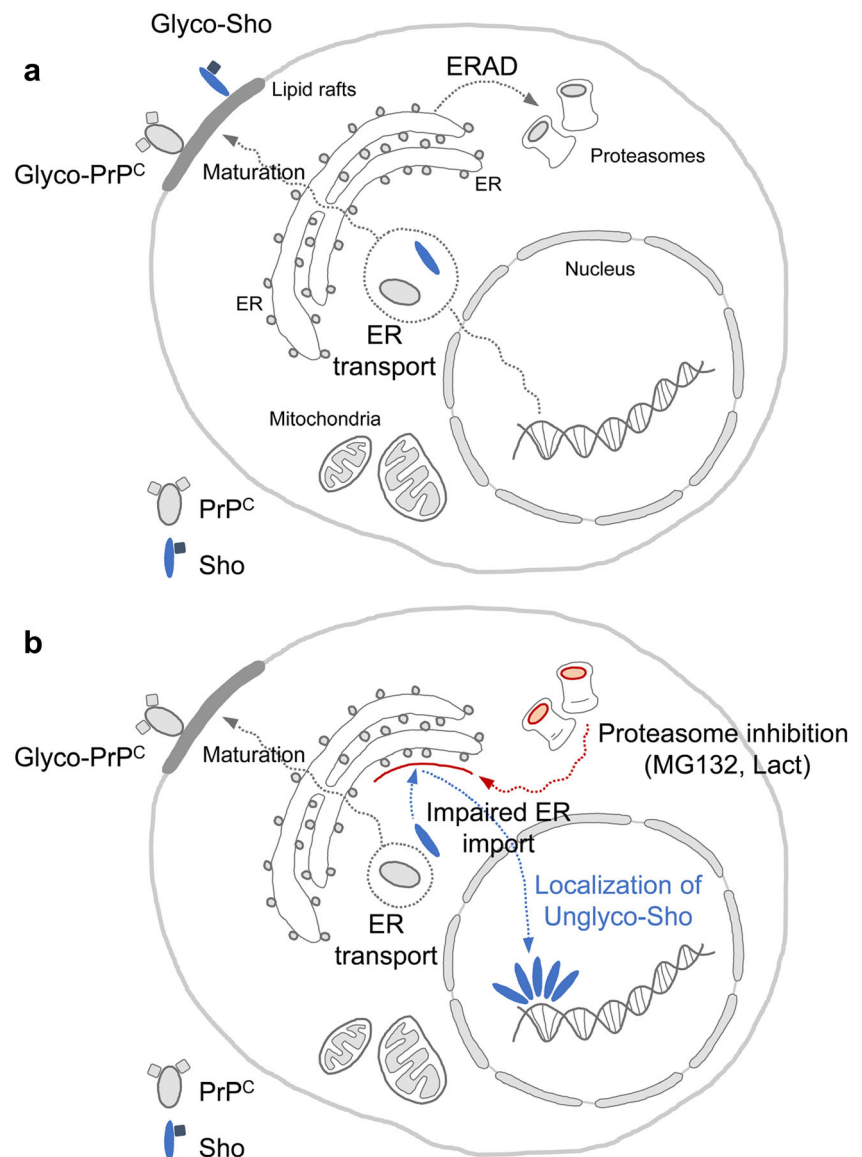 Glyco-Sho
a
ERAD
Lipid rafts
Proteasomes
Glyco-PrPC
Maturation
ER
Nucleus
ER
ER
transport
Mitochondria
PrPC
Sho
b
Glyco-PrPC
Maturation
Proteasome inhibition
(MG132, Lact)
Impaired ER
import
Localization of
Unglyco-Sho
ER
transport
PrPC
Sho